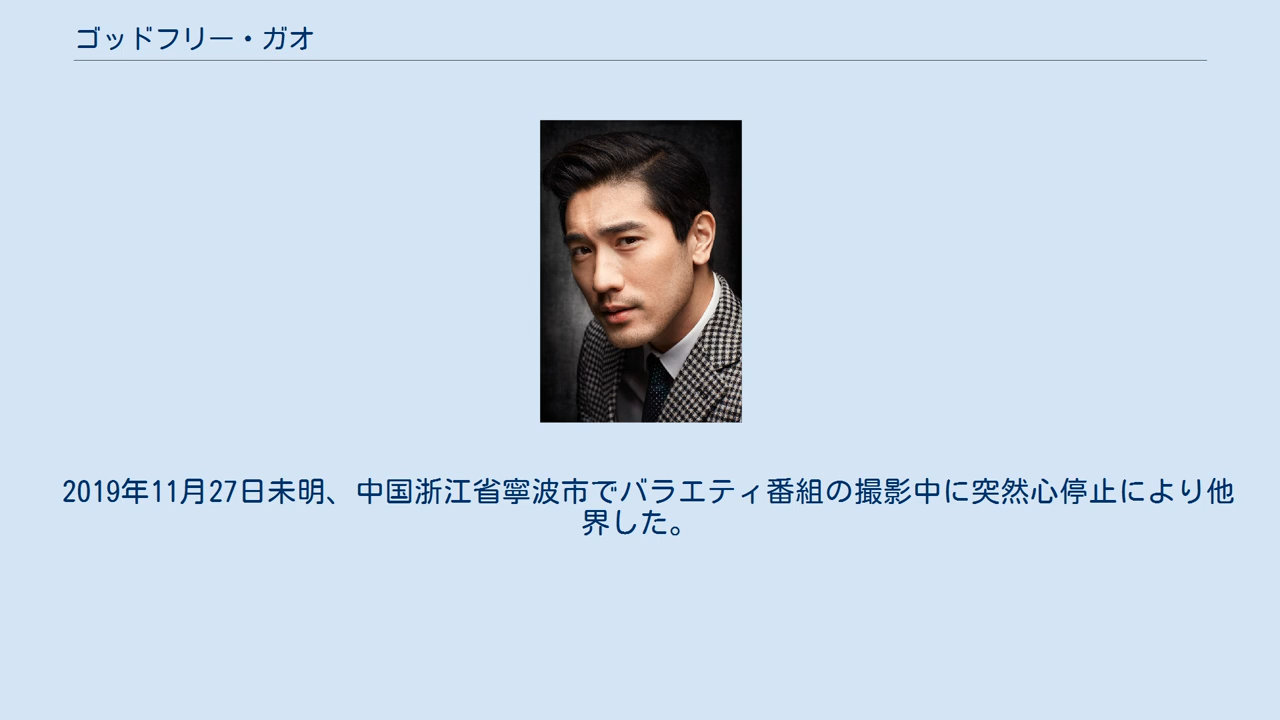 ゴッドフリー・ガオ
2019年11月27日未明、中国浙江省寧波市でバラエティ番組の撮影中に突然心停止により他
界した。